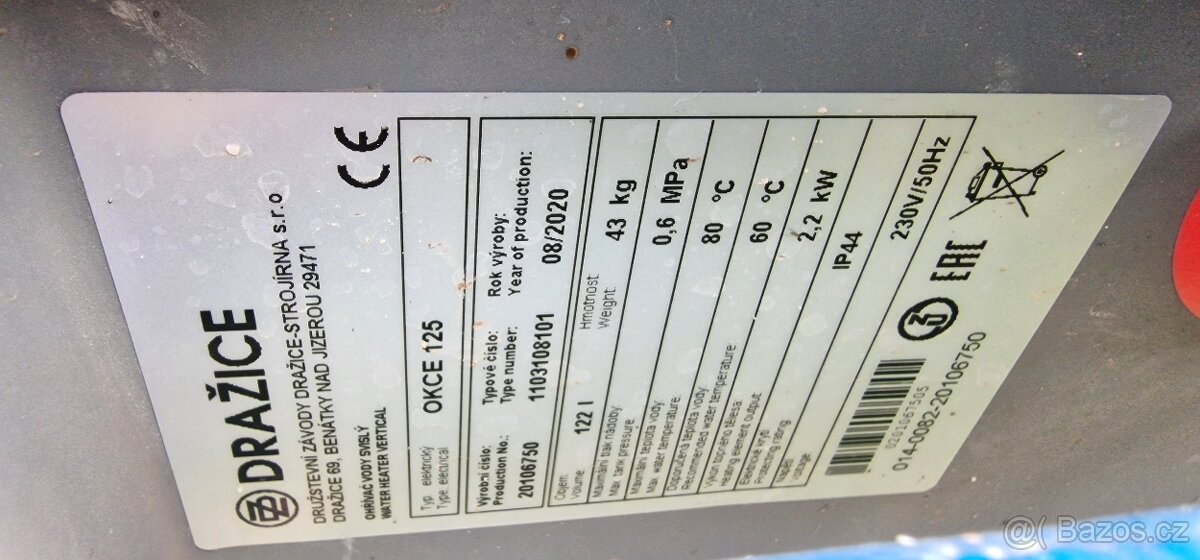 DRAŽICE
DRUŽSTEVNÍ ZÁVODY DRAŽICE-STROJÍRNA s.r.o
DRAŽICE 69, BENÁTKY NAD JIZEROU 29471
OHŘÍVAČ VODY SVISLÝ
WATER HEATER VERTICAL
CE
Typ elektrický
Type electrical
OKCE 125
Výrobní číslo:
Production No.:
20106750
Typové číslo:
Type number:
1103108101
Rok výroby:
Year of production:
08/2020
Objem
Volume
122 l
Hmotnost:
Weight:
43 kg
Maximální tlak nádoby
Max. tank pressure
0,6 MPa
Maximální teplota vody
Max. water temperature:
80 °C
Doporučená teplota vody
Recommended water temperature
60 °C
Výkon topného tělesa
heating element output
2,2 kW
Elektrické krytí
Protecting rating:
IP44
Napětí
Voltage
230V/50Hz
EAC
0201067505
014-0082-20106750
@( Bazos.cz